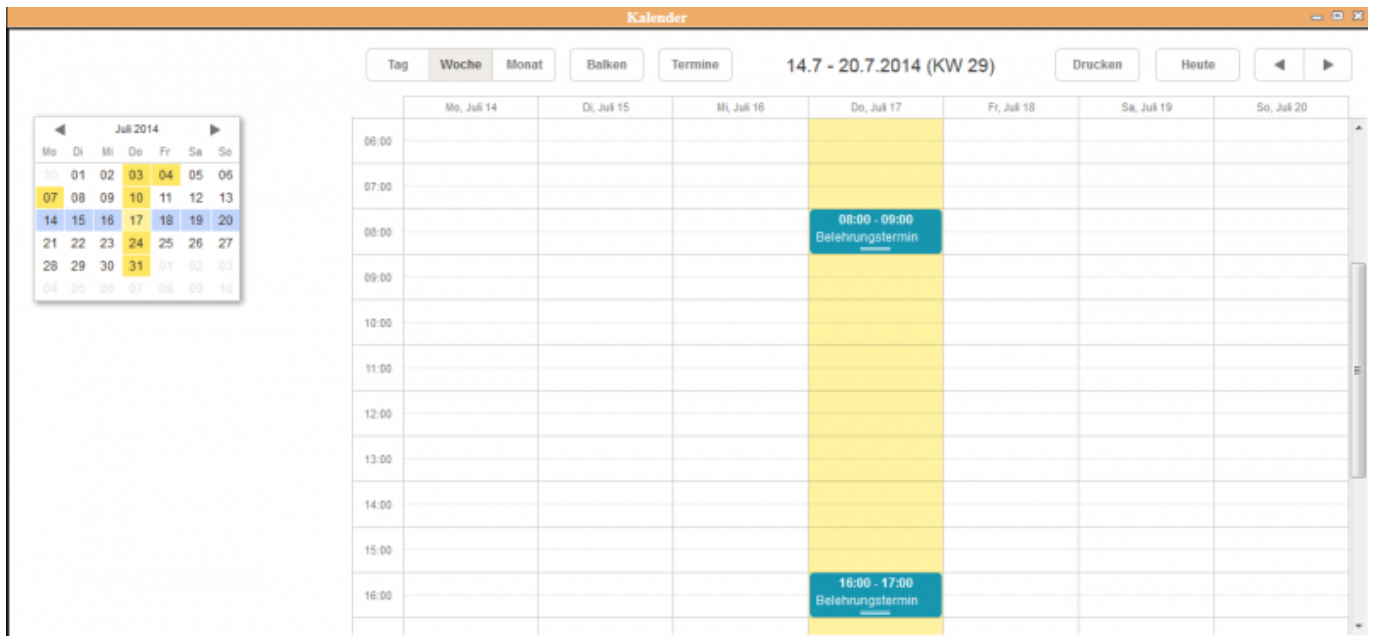 Kalender
Tag Woche Monat Balken Termine 14.7 - 20.7.2014 (KW 29) Drucken Heute
Juli 2014
Mo Di Mi Do Fr Sa So
30 01 02 03 04 05 06
07 08 09 10 11 12 13
14 15 16 17 18 19 20
21 22 23 24 25 26 27
28 29 30 31 01 02 03
04 05 06 07 08 09 10
Mo, Juli 14 Di, Juli 15 Mi, Juli 16 Do, Juli 17 Fr, Juli 18 Sa, Juli 19 So, Juli 20
06:00
07:00
08:00
08:00 - 09:00
Belehrungstermin
09:00
10:00
11:00
12:00
13:00
14:00
15:00
16:00
16:00 - 17:00
Belehrungstermin